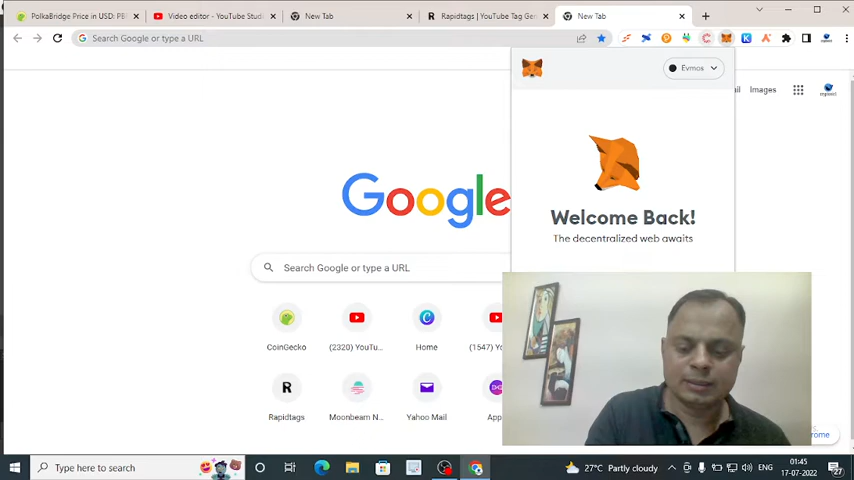 PolkaBridge Price in USD: PB
Video editor - YouTube Studi
New Tab
Rapidtags | YouTube Tag Gen
New Tab
Search Google or type a URL
Evmos
Images
Google
Welcome Back!
The decentralized web awaits
Search Google or type a URL
CoinGecko
(2320) YouTu...
Home
(1547) Yo
R
Rapidtags
Moonbeam N...
Yahoo Mail
App
Type here to search
27°C Partly cloudy
ENG
01:45
17-07-2022
27